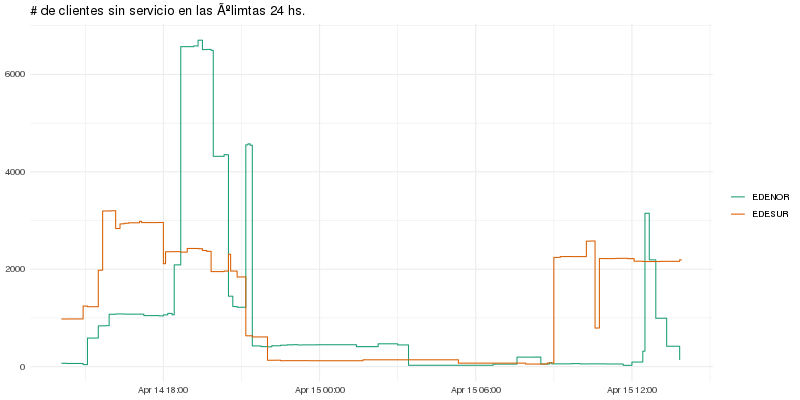 # de clientes sin servicio en las Ãºlimtas 24 hs.
6000
4000
2000
0
Apr 14 18:00
Apr 15 00:00
Apr 15 06:00
Apr 15 12:00
EDENOR
EDESUR